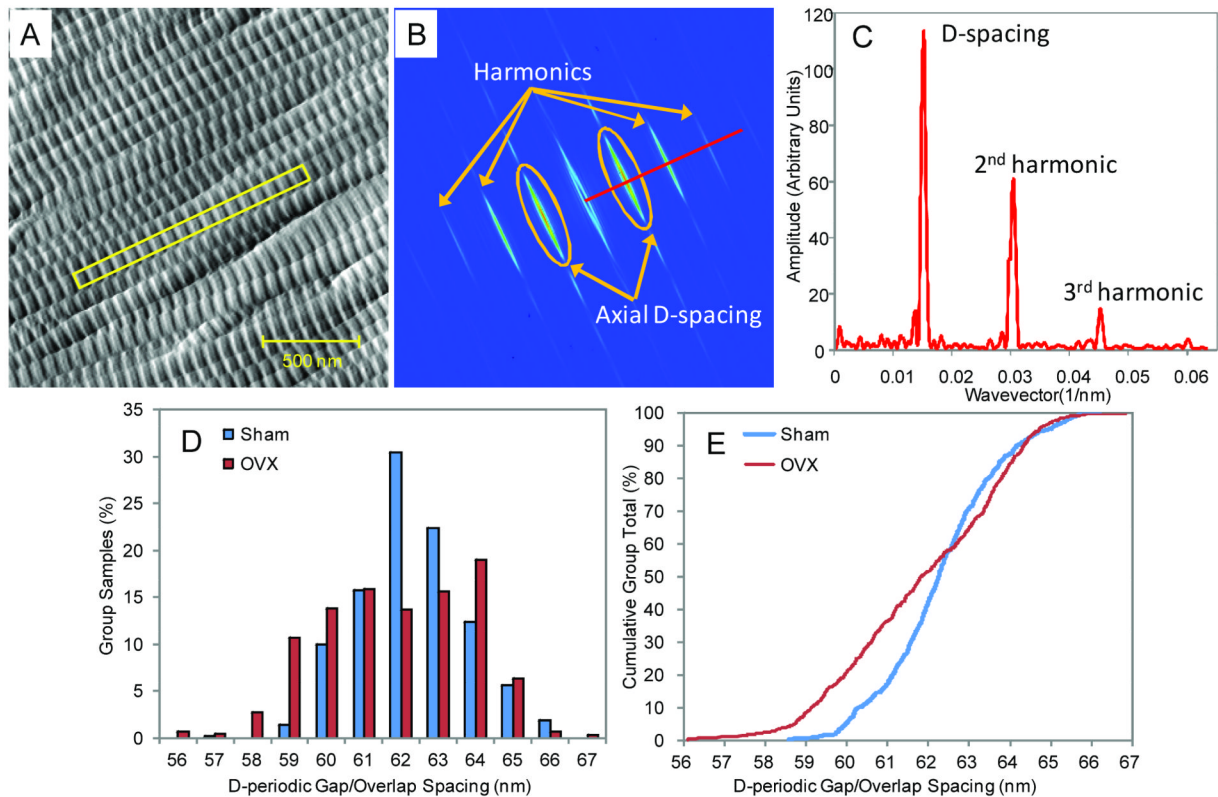 A
500 nm
B
Harmonics
Axial D-spacing
C
D-spacing
2nd harmonic
3rd harmonic
Amplitude (Arbitrary Units)
120
100
80
60
40
20
0
0 0.01 0.02 0.03 0.04 0.05 0.06
Wavevector(1/nm)
D
Sham
OVX
Group Samples (%)
35
30
25
20
15
10
5
0
56 57 58 59 60 61 62 63 64 65 66 67
D-periodic Gap/Overlap Spacing (nm)
E
Sham
OVX
Cumulative Group Total (%)
100
90
80
70
60
50
40
30
20
10
0
56 57 58 59 60 61 62 63 64 65 66 67
D-periodic Gap/Overlap Spacing (nm)